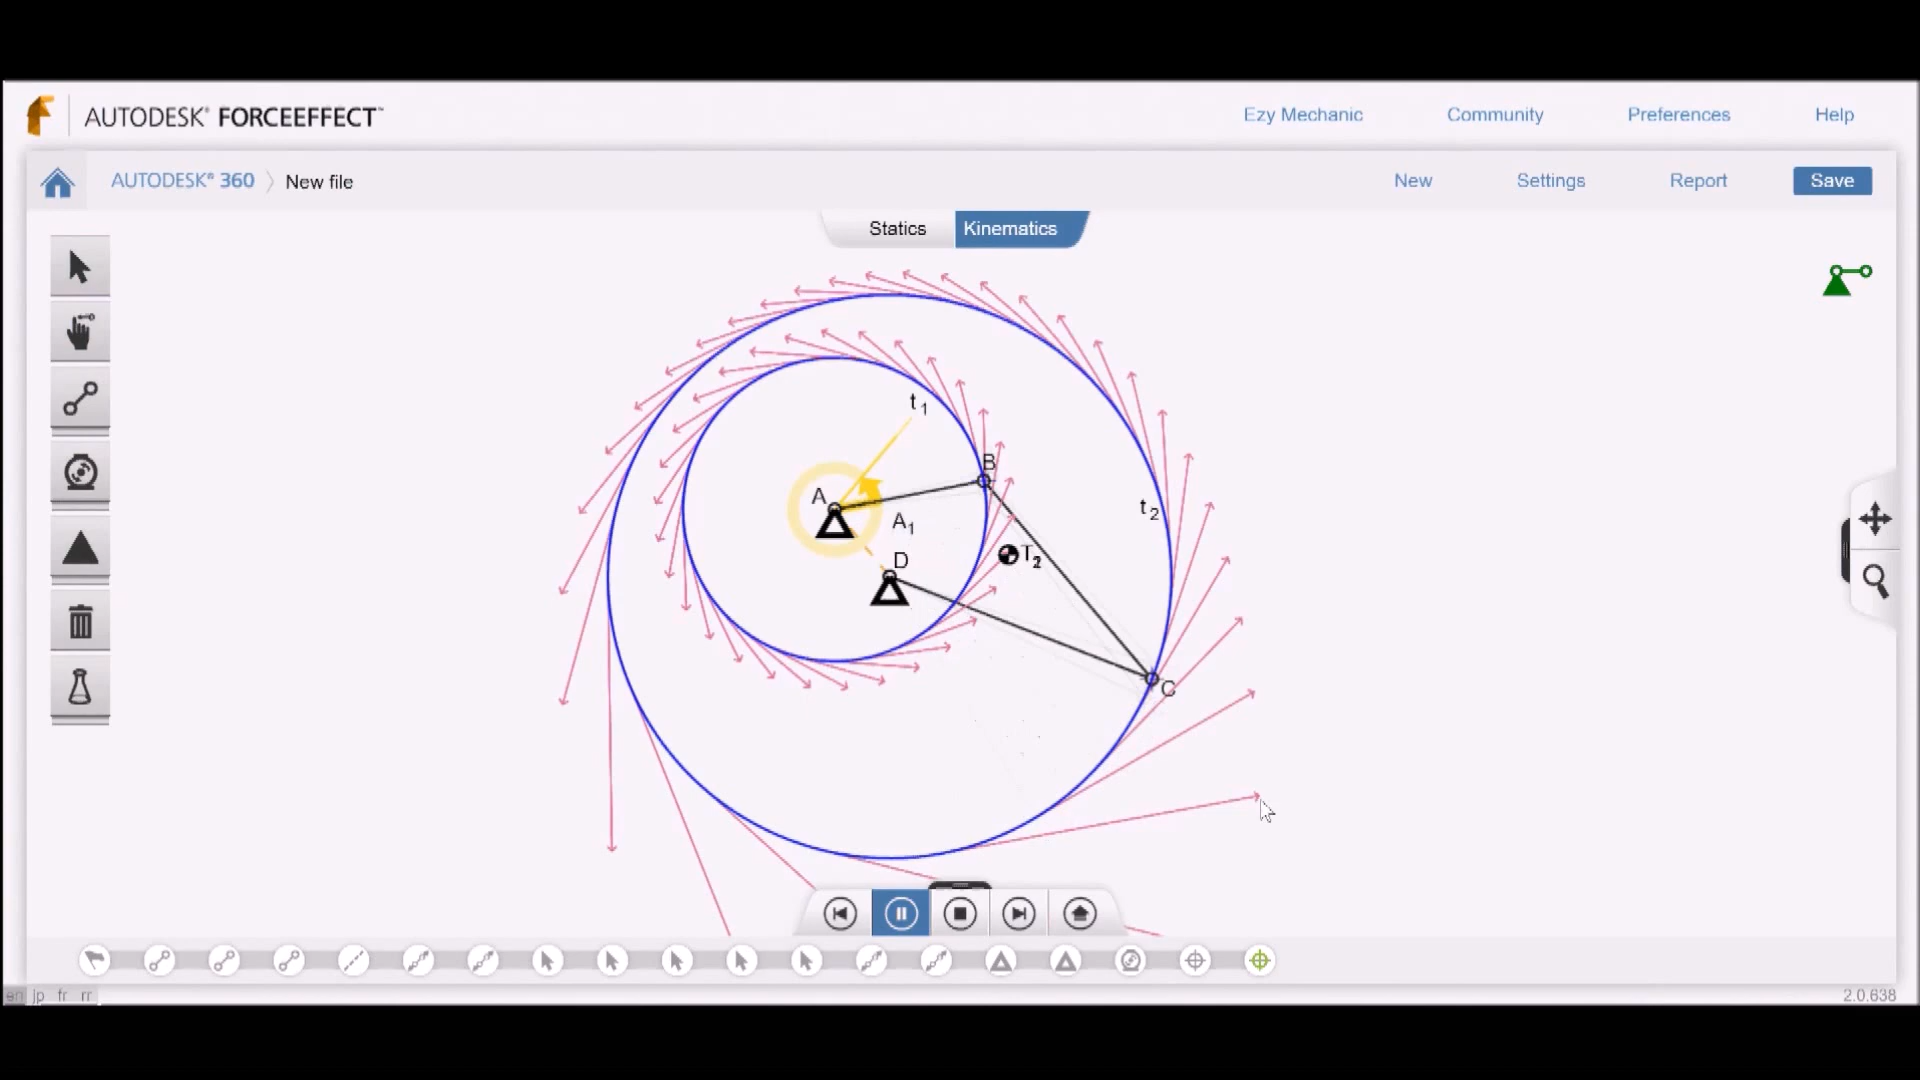 AUTODESK® FORCEEFFECT™
Ezy Mechanic Community Preferences Help
AUTODESK® 360 New file
New Settings Report Save
Statics Kinematics
t1
B
A
t2
A1
D
C
en jp fr rr
2.0.638